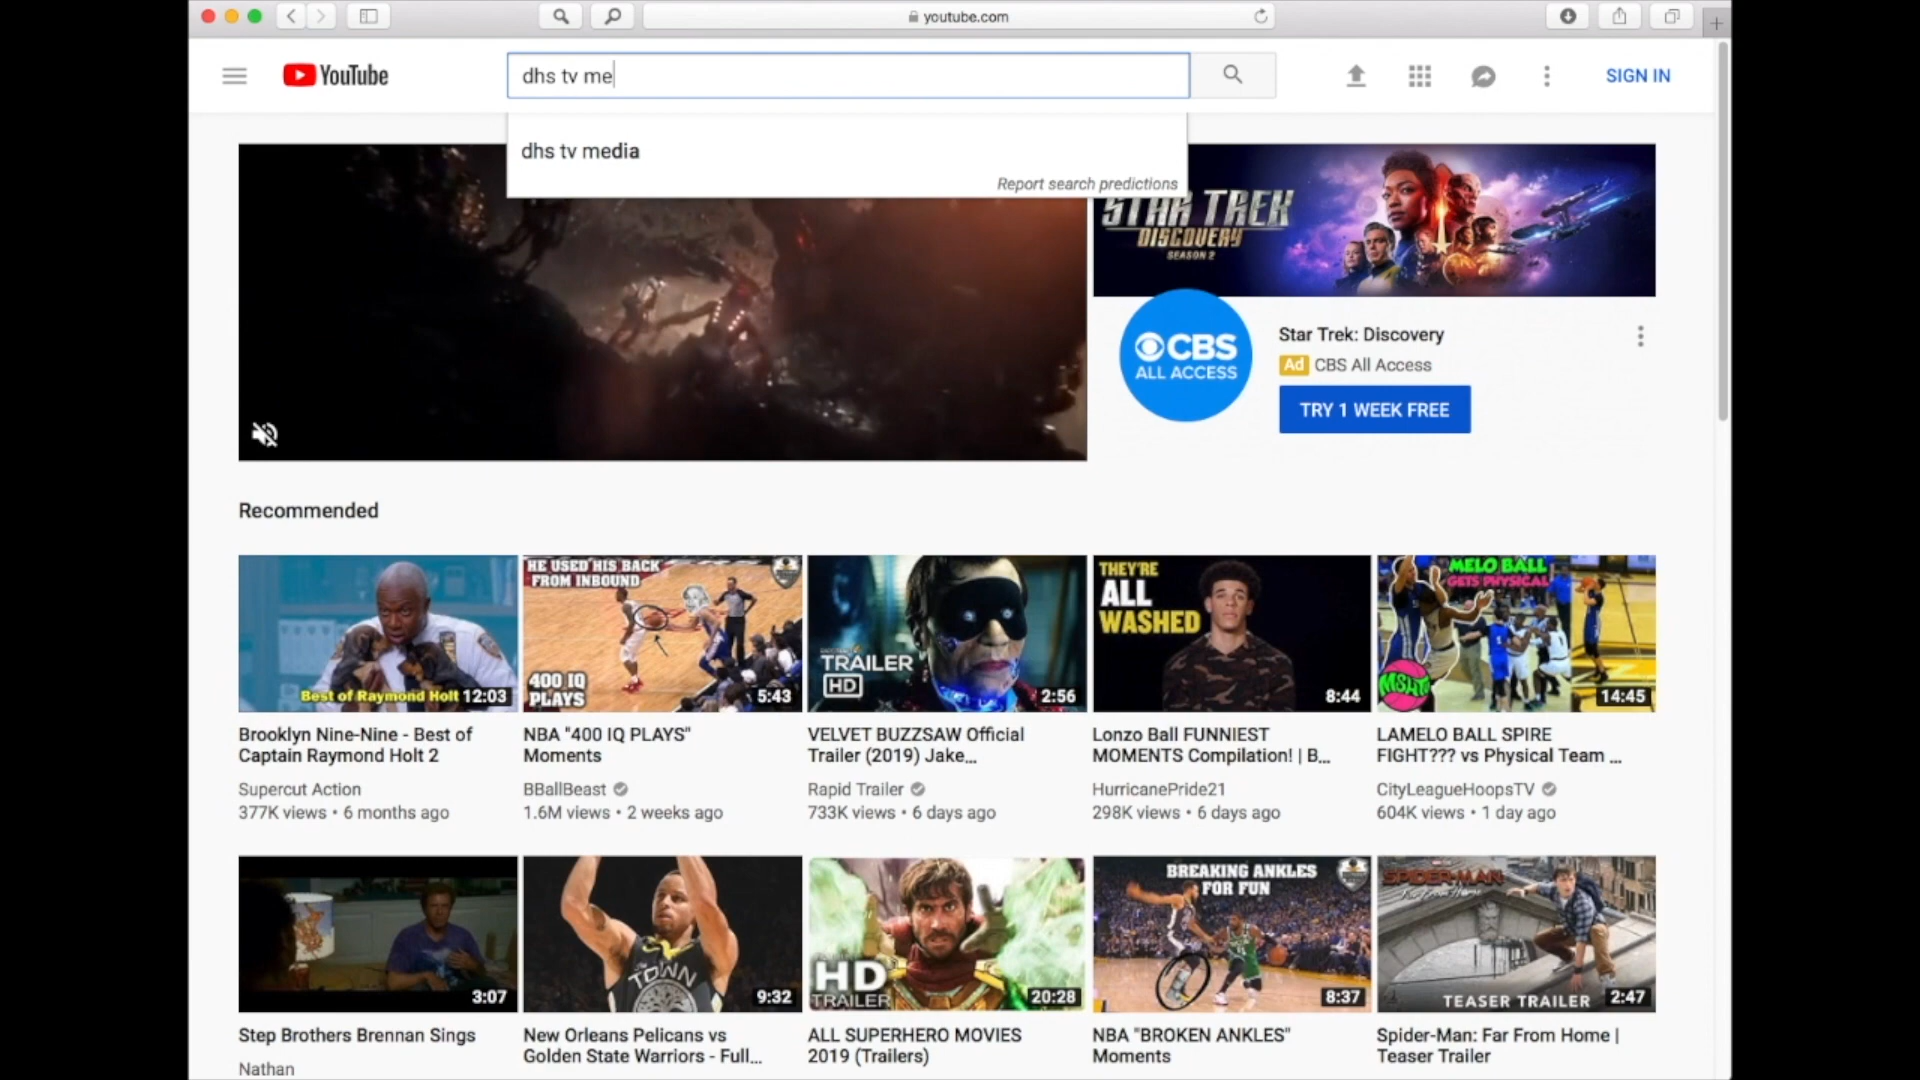 youtube.com
YouTube
dhs tv me
SIGN IN
dhs tv media
Report search predictions
STAR TREK
DISCOVERY
SEASON 2
CBS
ALL ACCESS
Star Trek: Discovery
Ad CBS All Access
TRY 1 WEEK FREE
Recommended
Best of Raymond Holt 12:03
HE USED HIS BACK
FROM INBOUND
400 IQ
PLAYS
5:43
TRAILER
HD
2:56
THEY'RE
ALL
WASHED
8:44
MELO BALL
GETS PHYSICAL
14:45
Brooklyn Nine-Nine - Best of
Captain Raymond Holt 2
Supercut Action
377K views • 6 months ago
NBA "400 IQ PLAYS"
Moments
BBallBeast
1.6M views • 2 weeks ago
VELVET BUZZSAW Official
Trailer (2019) Jake...
Rapid Trailer
733K views • 6 days ago
Lonzo Ball FUNNIEST
MOMENTS Compilation! | B...
HurricanePride21
298K views • 6 days ago
LAMELO BALL SPIRE
FIGHT??? vs Physical Team ...
CityLeagueHoopsTV
604K views • 1 day ago
3:07
TOWN
9:32
HD
TRAILER
20:28
BREAKING ANKLES
FOR FUN
8:37
SPIDER-MAN
TEASER TRAILER
2:47
Step Brothers Brennan Sings
Nathan
New Orleans Pelicans vs
Golden State Warriors - Full...
ALL SUPERHERO MOVIES
2019 (Trailers)
NBA "BROKEN ANKLES"
Moments
Spider-Man: Far From Home |
Teaser Trailer